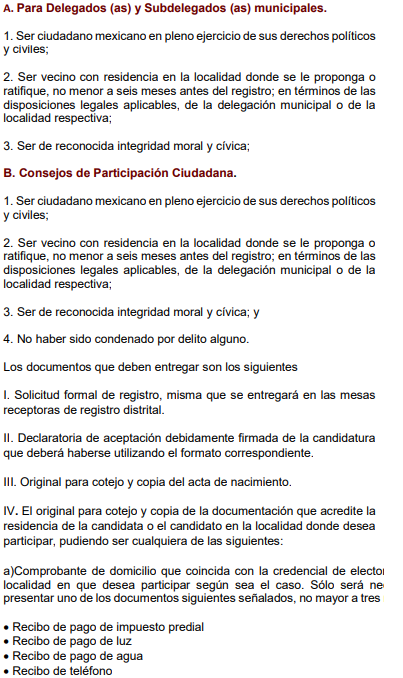 A. Para Delegados (as) y Subdelegados (as) municipales.
1. Ser ciudadano mexicano en pleno ejercicio de sus derechos políticos
y civiles;
2. Ser vecino con residencia en la localidad donde se le proponga o
ratifique, no menor a seis meses antes del registro; en términos de las
disposiciones legales aplicables, de la delegación municipal o de la
localidad respectiva;
3. Ser de reconocida integridad moral y cívica;
B. Consejos de Participación Ciudadana.
1. Ser ciudadano mexicano en pleno ejercicio de sus derechos políticos
y civiles;
2. Ser vecino con residencia en la localidad donde se le proponga o
ratifique, no menor a seis meses antes del registro; en términos de las
disposiciones legales aplicables, de la delegación municipal o de la
localidad respectiva;
3. Ser de reconocida integridad moral y cívica; y
4. No haber sido condenado por delito alguno.
Los documentos que deben entregar son los siguientes
I. Solicitud formal de registro, misma que se entregará en las mesas
receptoras de registro distrital.
II. Declaratoria de aceptación debidamente firmada de la candidatura
que deberá haberse utilizando el formato correspondiente.
III. Original para cotejo y copia del acta de nacimiento.
IV. El original para cotejo y copia de la documentación que acredite la
residencia de la candidata o el candidato en la localidad donde desea
participar, pudiendo ser cualquiera de las siguientes:
a)Comprobante de domicilio que coincida con la credencial de
localidad en que desea participar según sea el caso. Sólo será
presentar uno de los documentos siguientes señalados, no mayor a tres
• Recibo de pago de impuesto predial
• Recibo de pago de luz
• Recibo de pago de agua
• Recibo de teléfono